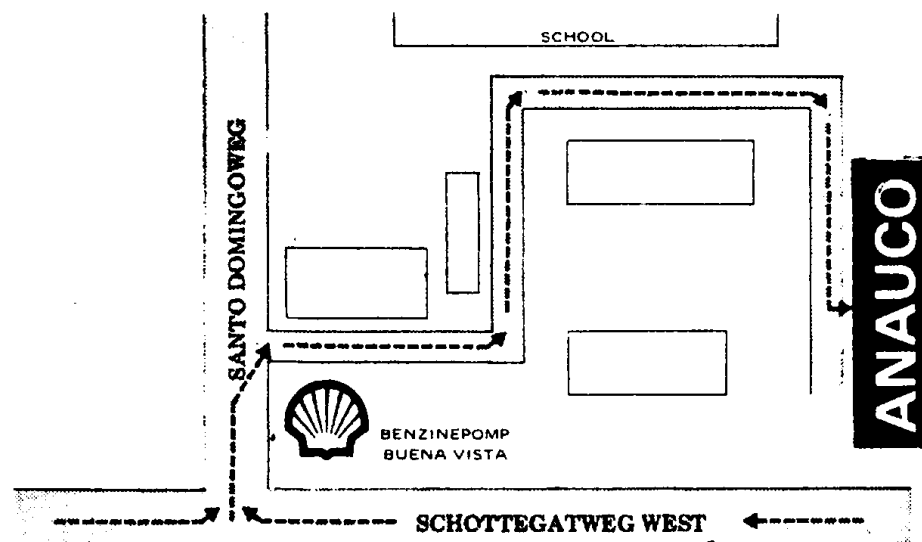 SCHOOL
SANTO DOMINGOWEG
ANAUCO
BENZINEPOMP
BUENA VISTA
SCHOTTEGATWEG WEST